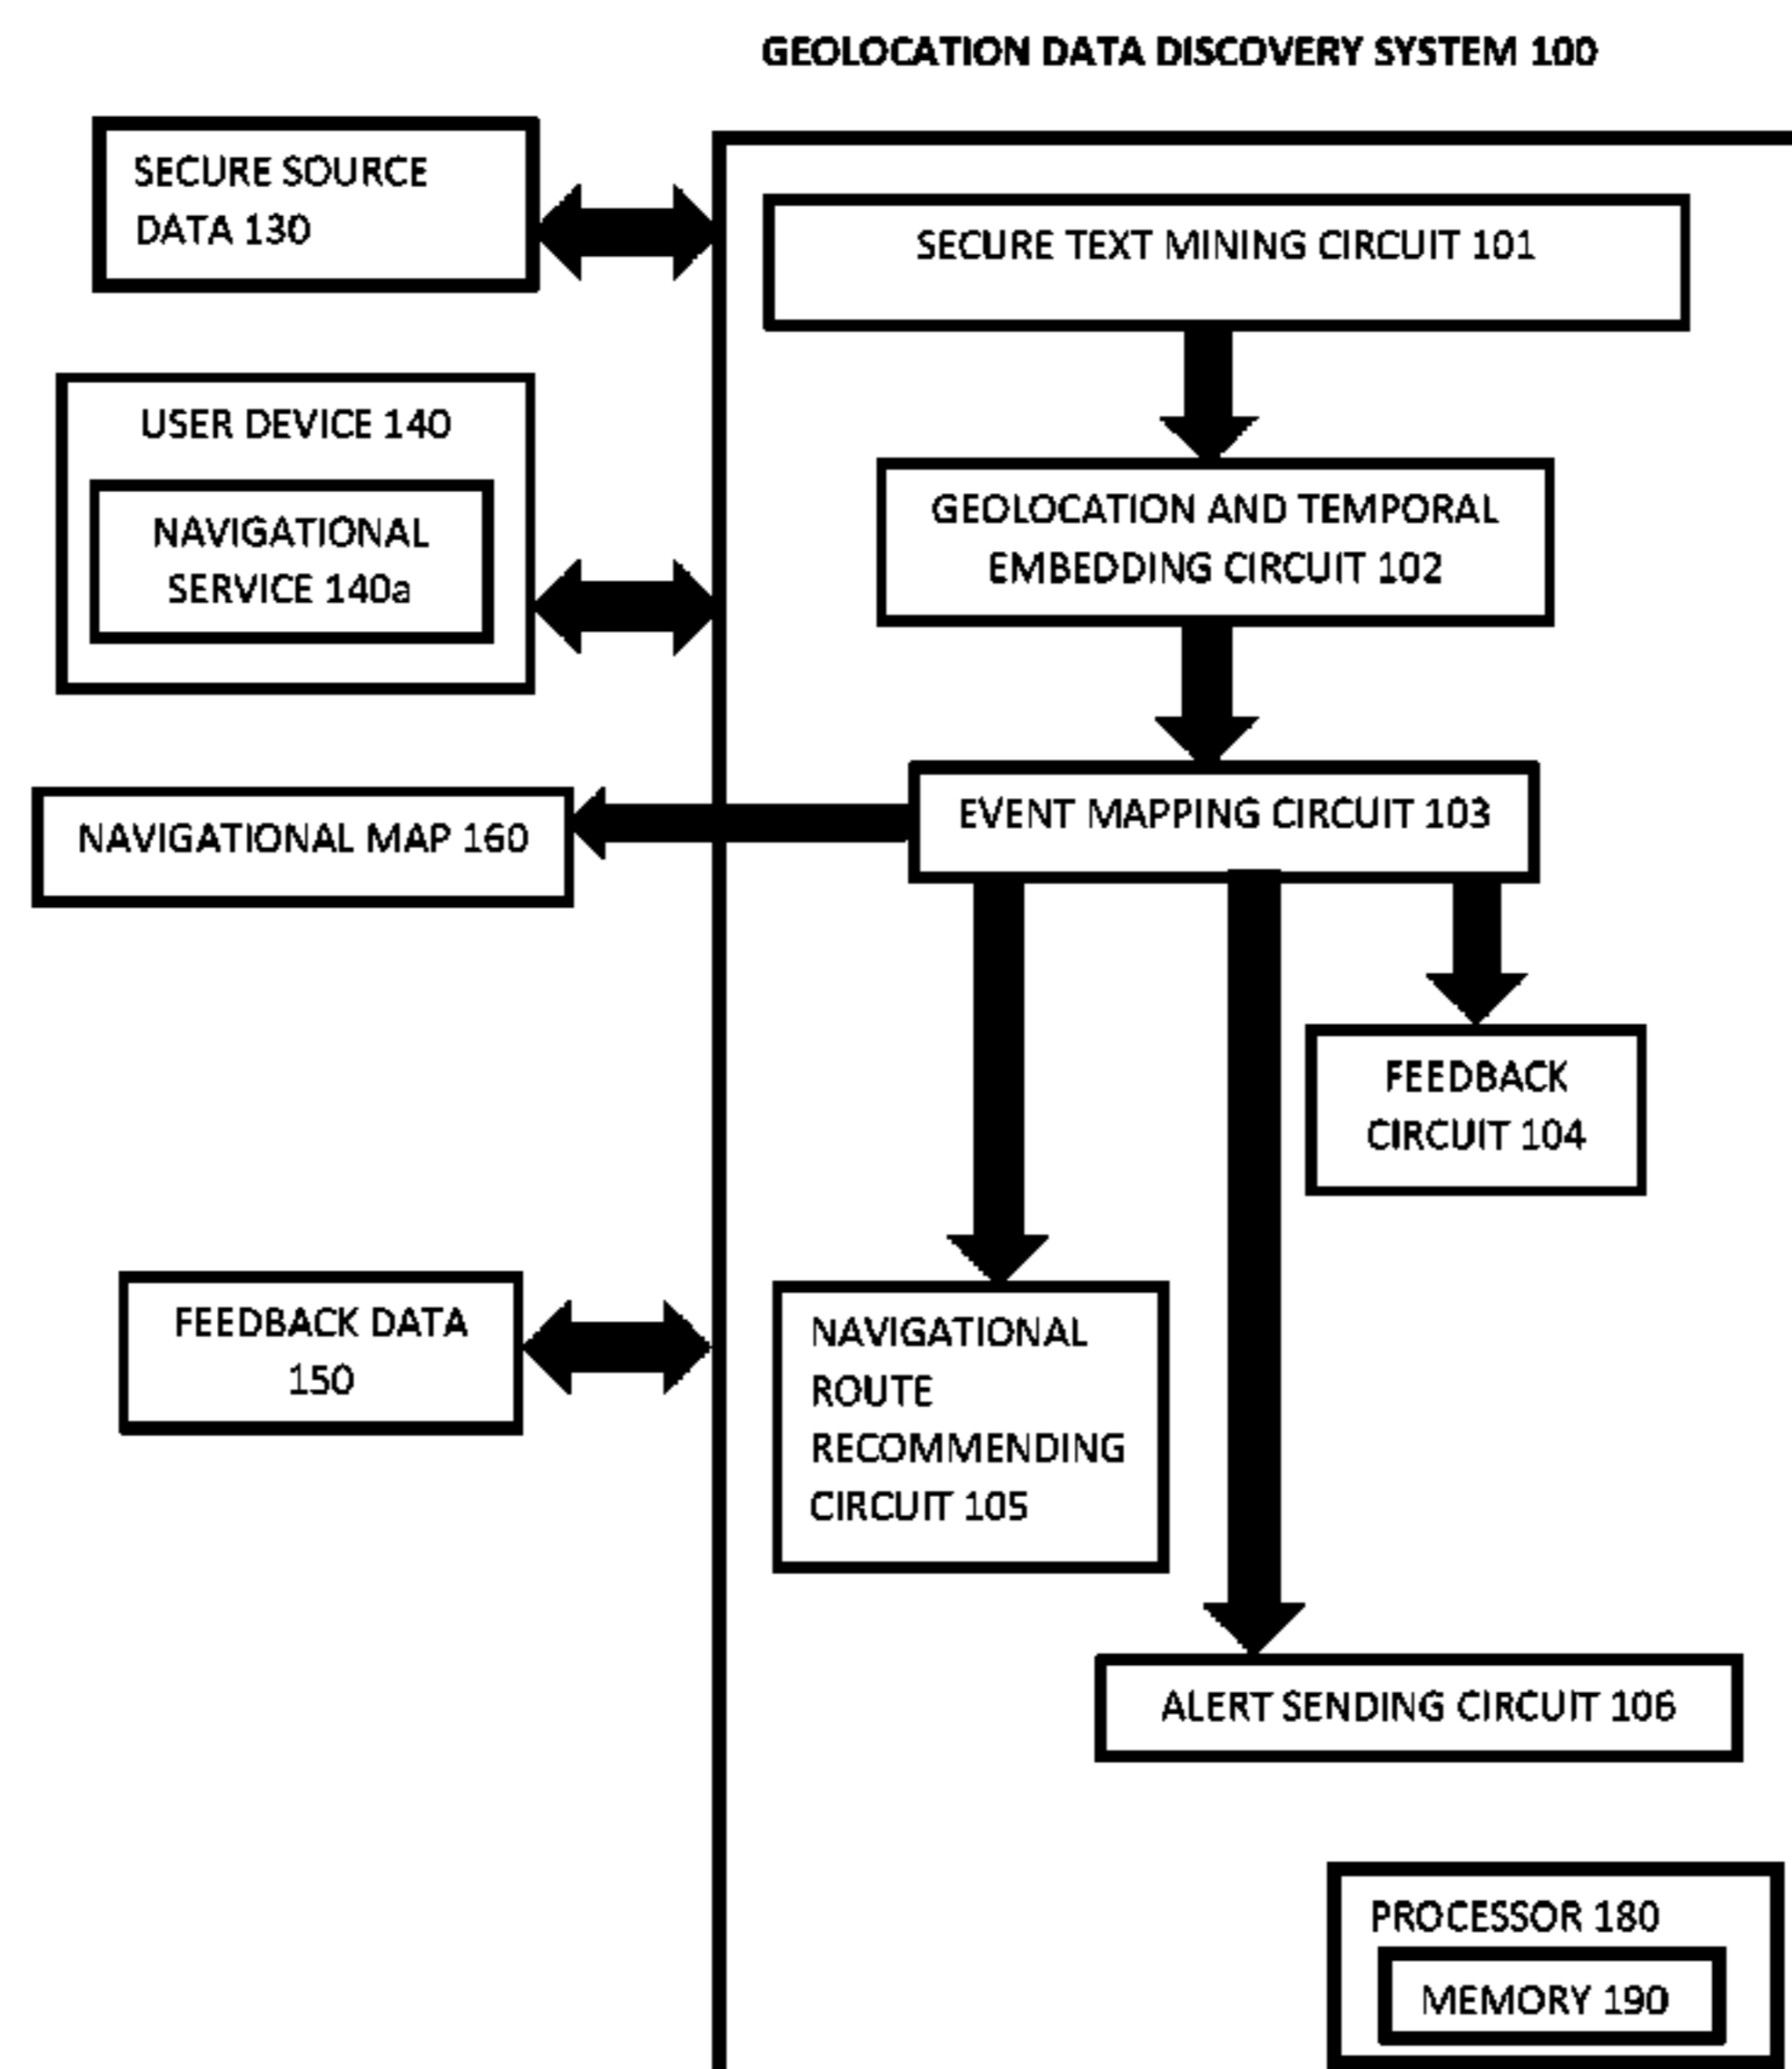 GEOLOCATION DATA DISCOVERY SYSTEM 100
SECURE SOURCE
DATA 130
SECURE TEXT MINING CIRCUIT 101
USER DEVICE 140
NAVIGATIONAL
SERVICE 140a
GEOLOCATION AND TEMPORAL
EMBEDDING CIRCUIT 102
NAVIGATIONAL MAP 160
EVENT MAPPING CIRCUIT 103
FEEDBACK
CIRCUIT 104
FEEDBACK DATA
150
NAVIGATIONAL
ROUTE
RECOMMENDING
CIRCUIT 105
ALERT SENDING CIRCUIT 106
PROCESSOR 180
MEMORY 190